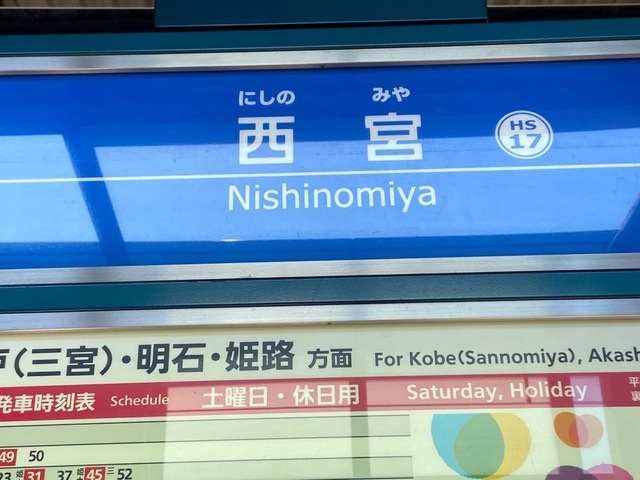 にしの みや
西宮
HS
17
Nishinomiya
(三宮)・明石・姫路 方面 For Kobe(Sannomiya), Akash
発車時刻表 Schedule 土曜日・休日用 Saturday, Holiday 平
49 50
31 37 45 52